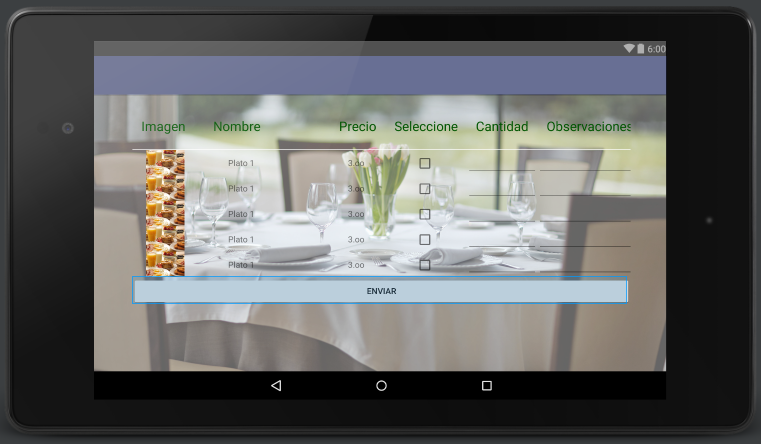 6:00
Imagen Nombre Precio Seleccione Cantidad Observaciones
Plato 1 3.oo
Plato 1 3.oo
Plato 1 3.oo
Plato 1 3.oo
Plato 1 3.oo
ENVIAR